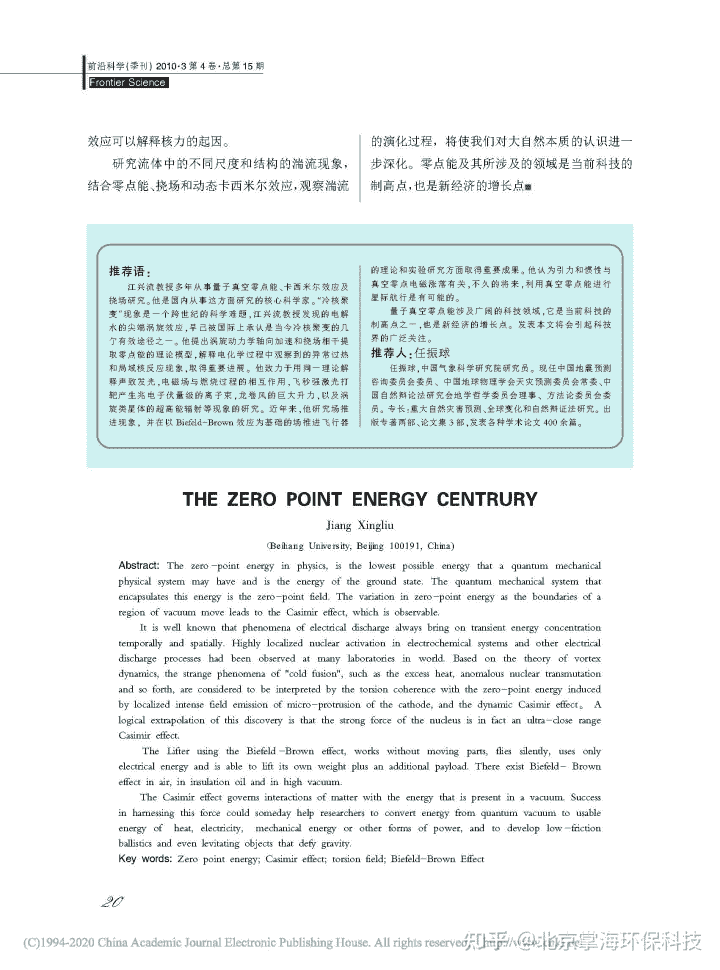 前沿科学(季刊) 2010·3 第 4 卷·总第 15 期
Frontier Science
效应可以解释核力的起因。
研究流体中的不同尺度和结构的湍流现象，
结合零点能、挠场和动态卡西米尔效应，观察湍流
的演化过程，将使我们对大自然本质的认识进一
步深化。零点能及其所涉及的领域是当前科技的
制高点，也是新经济的增长点■
推荐语：
江兴流教授多年从事量子真空零点能、卡西米尔效应及
挠场研究。他是国内从事这方面研究的核心科学家。“冷核聚
变”现象是一个跨世纪的科学难题，江兴流教授发现的电解
水的尖端涡旋效应，早已被国际上承认是当今冷核聚变的几
个有效途径之一。他提出涡旋动力学轴向加速和挠场相干提
取零点能的理论模型，解释电化学过程中观察到的异常过热
和局域核反应现象，取得重要进展。他致力于用同一理论解
释声致发光，电磁场与燃烧过程的相互作用，飞秒强激光打
靶产生兆电子伏量级的离子束，龙卷风的巨大升力，以及涡
旋类星体的超高能辐射等现象的研究。近年来，他研究场推
进现象，并在以 Biefeld-Brown 效应为基础的场推进飞行器
的理论和实验研究方面取得重要成果。他认为引力和惯性与
真空零点电磁涨落有关，不久的将来，利用真空零点能进行
星际航行是有可能的。
量子真空零点能涉及广阔的科技领域，它是当前科技的
制高点之一，也是新经济的增长点。发表本文将会引起科技
界的广泛关注。
推荐人：任振球
任振球，中国气象科学研究院研究员。现任中国地震预测
咨询委员会委员、中国地球物理学会天灾预测委员会常委、中
国自然辩证法研究会地学哲学委员会理事、方法论委员会委
员。专长：重大自然灾害预测、全球变化和自然辩证法研究。出
版专著两部、论文集 3 部，发表各种学术论文 400 余篇。
THE ZERO POINT ENERGY CENTRURY
Jiang Xingliu
(Beihang University, Beijing 100191, China)
Abstract: The zero-point energy in physics, is the lowest possible energy that a quantum mechanical
physical system may have and is the energy of the ground state. The quantum mechanical system that
encapsulates this energy is the zero-point field. The variation in zero-point energy as the boundaries of a
region of vacuum move leads to the Casimir effect, which is observable.
It is well known that phenomena of electrical discharge always bring on transient energy concentration
temporally and spatially. Highly localized nuclear activation in electrochemical systems and other electrical
discharge processes had been observed at many laboratories in world. Based on the theory of vortex
dynamics, the strange phenomena of "cold fusion", such as the excess heat, anomalous nuclear transmutation
and so forth, are considered to be interpreted by the torsion coherence with the zero-point energy induced
by localized intense field emission of micro-protrusion of the cathode, and the dynamic Casimir effect。 A
logical extrapolation of this discovery is that the strong force of the nucleus is in fact an ultra-close range
Casimir effect.
The Lifter using the Biefeld-Brown effect, works without moving parts, flies silently, uses only
electrical energy and is able to lift its own weight plus an additional payload. There exist Biefeld- Brown
effect in air, in insulation oil and in high vacuum.
The Casimir effect governs interactions of matter with the energy that is present in a vacuum. Success
in harnessing this force could someday help researchers to convert energy from quantum vacuum to usable
energy of heat, electricity, mechanical energy or other forms of power, and to develop low-friction
ballistics and even levitating objects that defy gravity.
Key words: Zero point energy; Casimir effect; torsion field; Biefeld-Brown Effect
20
(C)1994-2020 China Academic Journal Electronic Publishing House. All rights reserved.
知乎 @北京掌海环保科技